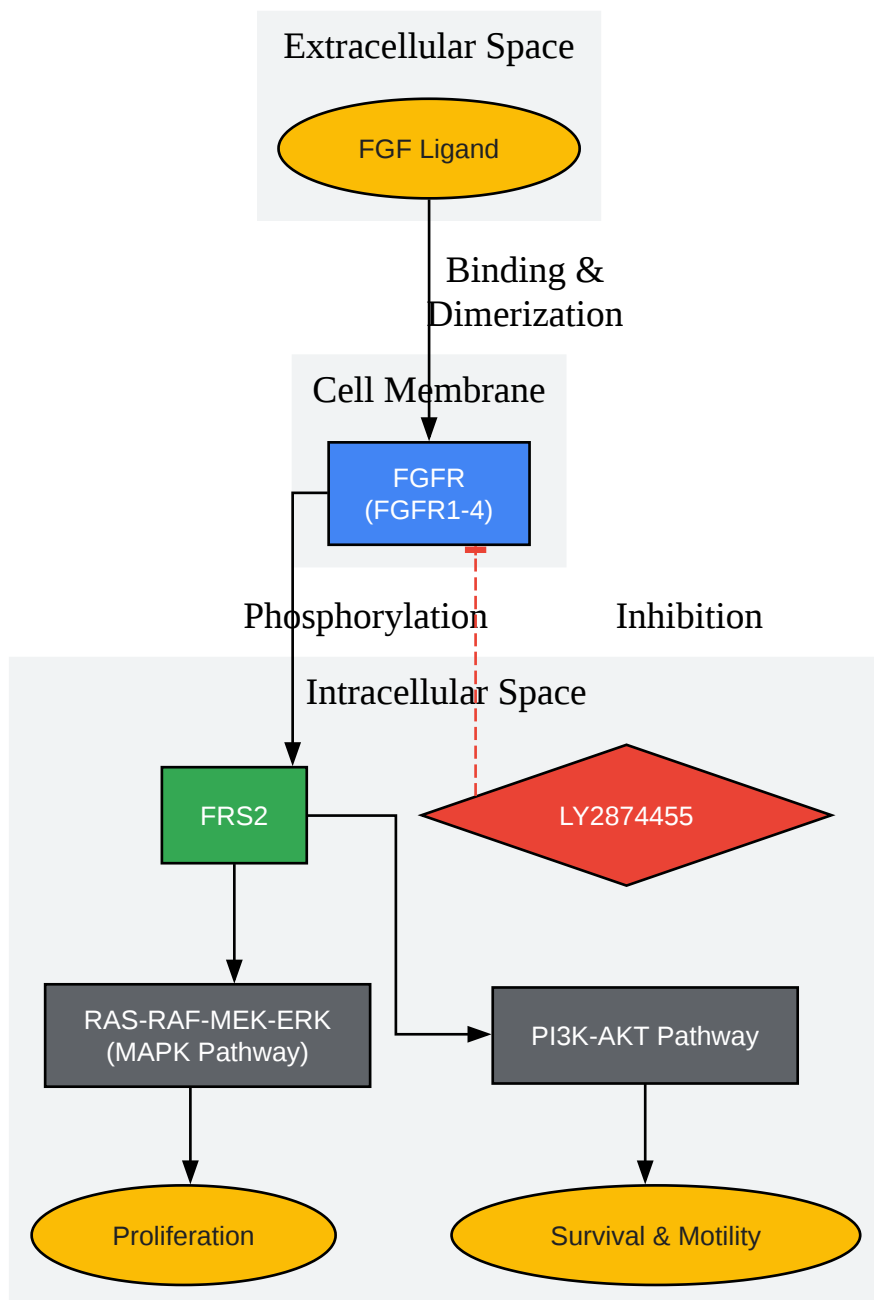 Extracellular Space
FGF Ligand
Binding &
Dimerization
Cell Membrane
FGFR
(FGFR1-4)
Phosphorylation
Inhibition
Intracellular Space
FRS2
LY2874455
RAS-RAF-MEK-ERK
(MAPK Pathway)
PI3K-AKT Pathway
Proliferation
Survival & Motility